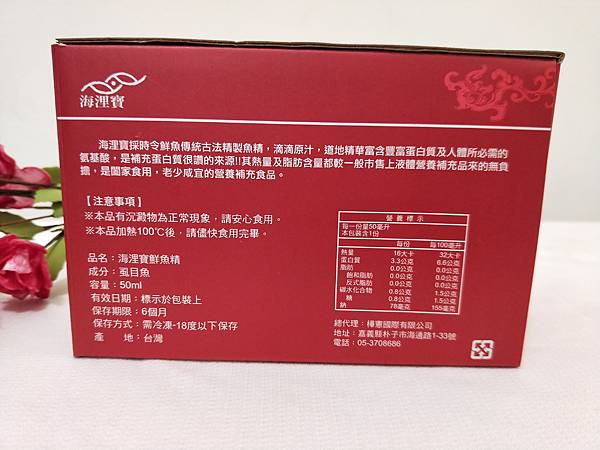 海浬寶
海浬寶採時令鮮魚傳統古法精製魚精，滴滴原汁，道地精華富含豐富蛋白質及人體所必需的
氨基酸，是補充蛋白質很讚的來源!!其熱量及脂肪含量都較一般市售上液體營養補充品來的無負
擔，是闔家食用，老少咸宜的營養補充食品。
【注意事項】
※本品有沉澱物為正常現象，請安心食用。
※本品加熱100℃後，請儘快食用完畢。
品名：海浬寶鮮魚精
成分：虱目魚
容量：50ml
有效日期：標示於包裝上
保存期限：6個月
保存方式：需冷凍-18度以下保存
產　地：台灣
營養標示
每一份量50毫升
本包裝含1份
每份　每100毫升
熱量　16大卡　32大卡
蛋白質　3.3公克　6.6公克
脂肪　0.0公克　0.0公克
飽和脂肪　0.0公克　0.0公克
反式脂肪　0.0公克　0.0公克
碳水化合物　0.8公克　1.5公克
糖　0.8公克　1.5公克
鈉　78毫克　155毫克
總代理：樺憲國際有限公司
地址：嘉義縣朴子市海通路1-33號
電話：05-3708686